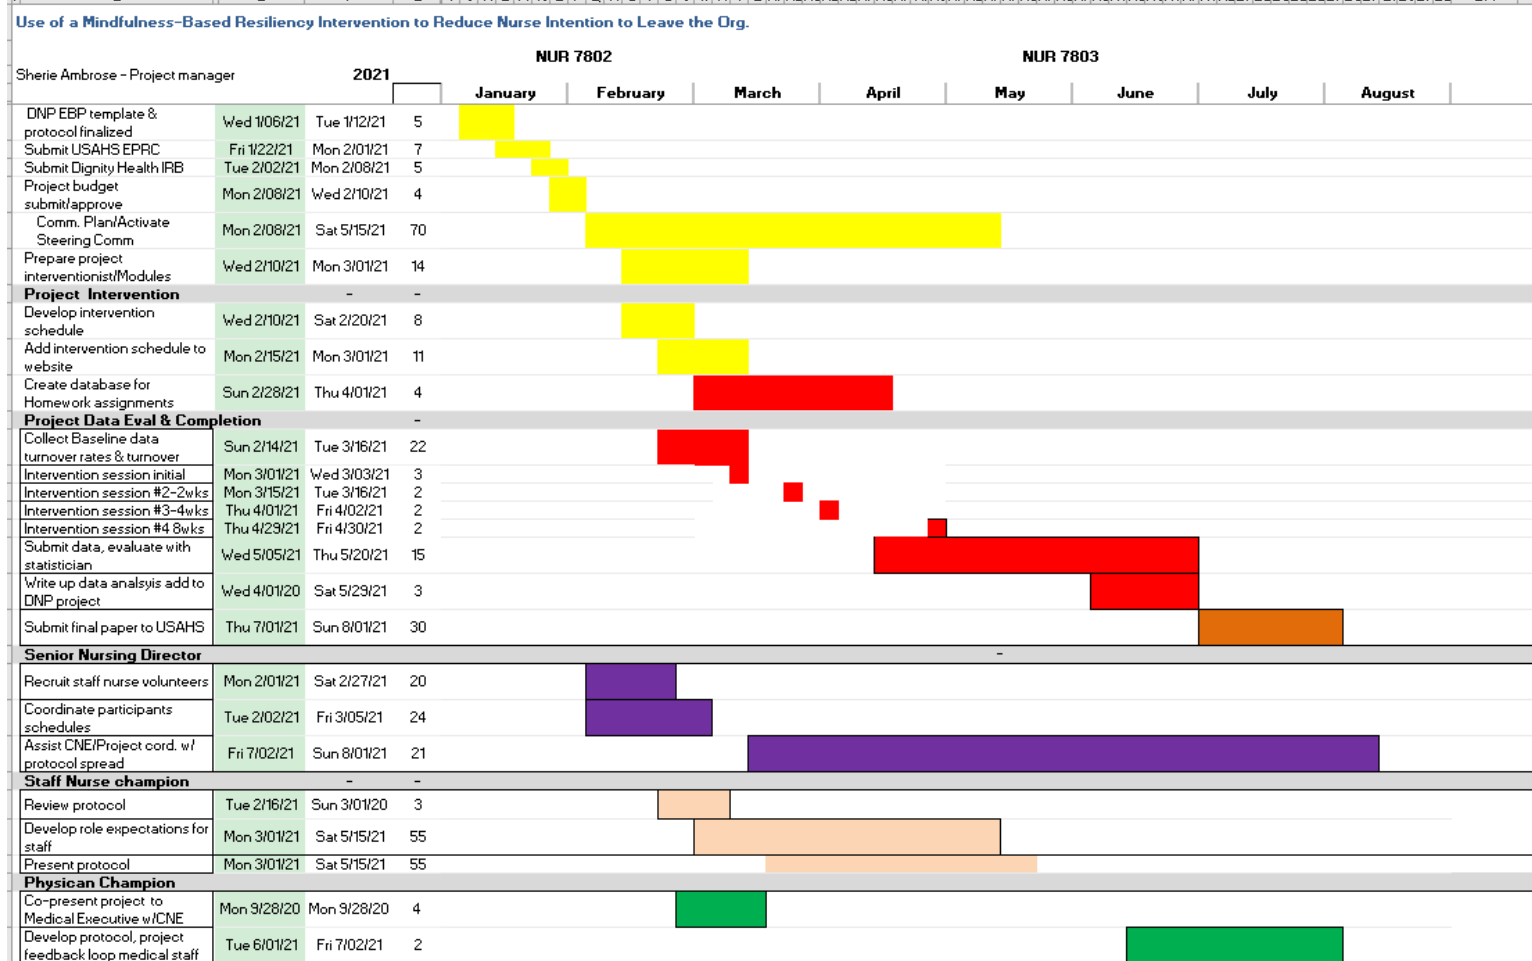 Use of a Mindfulness-Based Resiliency Intervention to Reduce Nurse Intention to Leave the Org.
NUR 7802 NUR 7803
Sherie Ambrose - Project manager 2021
January February March April May June July August
DNP EBP template &
protocol finalized Wed 1/06/21 Tue 1/12/21 5
Submit USAHS EPRC Fri 1/22/21 Mon 2/01/21 7
Submit Dignity Health IRB Tue 2/02/21 Mon 2/08/21 5
Project budget
submit/approve Mon 2/08/21 Wed 2/10/21 4
Comm. Plan/Activate
Steering Comm Mon 2/08/21 Sat 5/15/21 70
Prepare project
interventionist/Modules Wed 2/10/21 Mon 3/01/21 14
Project Intervention - -
Develop intervention
schedule Wed 2/10/21 Sat 2/20/21 8
Add intervention schedule to
website Mon 2/15/21 Mon 3/01/21 11
Create database for
Homework assignments Sun 2/28/21 Thu 4/01/21 4
Project Data Eval & Completion -
Collect Baseline data
turnover rates & turnover Sun 2/14/21 Tue 3/16/21 22
Intervention session initial Mon 3/01/21 Wed 3/03/21 3
Intervention session #2-2wks Mon 3/15/21 Tue 3/16/21 2
Intervention session #3-4wks Thu 4/01/21 Fri 4/02/21 2
Intervention session #4 8wks Thu 4/29/21 Fri 4/30/21 2
Submit data, evaluate with
statistician Wed 5/05/21 Thu 5/20/21 15
Write up data analsyis add to
DNP project Wed 4/01/20 Sat 5/29/21 3
Submit final paper to USAHS Thu 7/01/21 Sun 8/01/21 30
Senior Nursing Director -
Recruit staff nurse volunteers Mon 2/01/21 Sat 2/27/21 20
Coordinate participants
schedules Tue 2/02/21 Fri 3/05/21 24
Assist CNE/Project cord. w/
protocol spread Fri 7/02/21 Sun 8/01/21 21
Staff Nurse champion - -
Review protocol Tue 2/16/21 Sun 3/01/20 3
Develop role expectations for
staff Mon 3/01/21 Sat 5/15/21 55
Present protocol Mon 3/01/21 Sat 5/15/21 55
Physican Champion
Co-present project to
Medical Executive w/CNE Mon 9/28/20 Mon 9/28/20 4
Develop protocol, project
feedback loop medical staff Tue 6/01/21 Fri 7/02/21 2